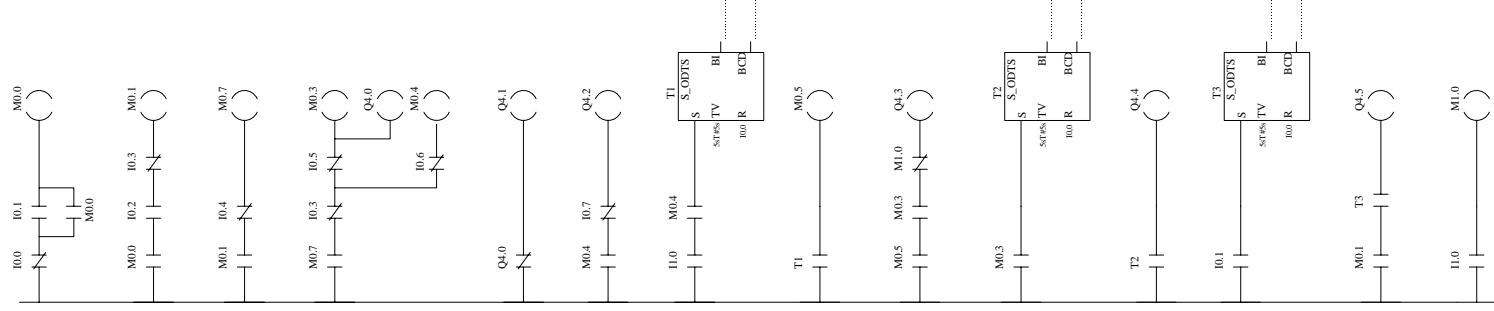 I0.0 I0.1 M0.0
M0.0
M0.0 I0.2 I0.3 M0.1
M0.1 I0.4 M0.7
M0.7 I0.3 I0.5 M0.3
Q4.0
I0.6 M0.4
Q4.0 Q4.1
M0.4 I0.7 Q4.2
T1
I1.0 M0.4 S S_ODTS
5sT#5s TV BI
I0.0 R BCD
T1 M0.5
M0.5 M0.3 M1.0 Q4.3
T2
M0.3 S S_ODTS
5sT#5s TV BI
I0.0 R BCD
T2 Q4.4
T3
I0.1 S S_ODTS
5sT#5s TV BI
I0.0 R BCD
M0.1 T3 Q4.5
I1.0 M1.0